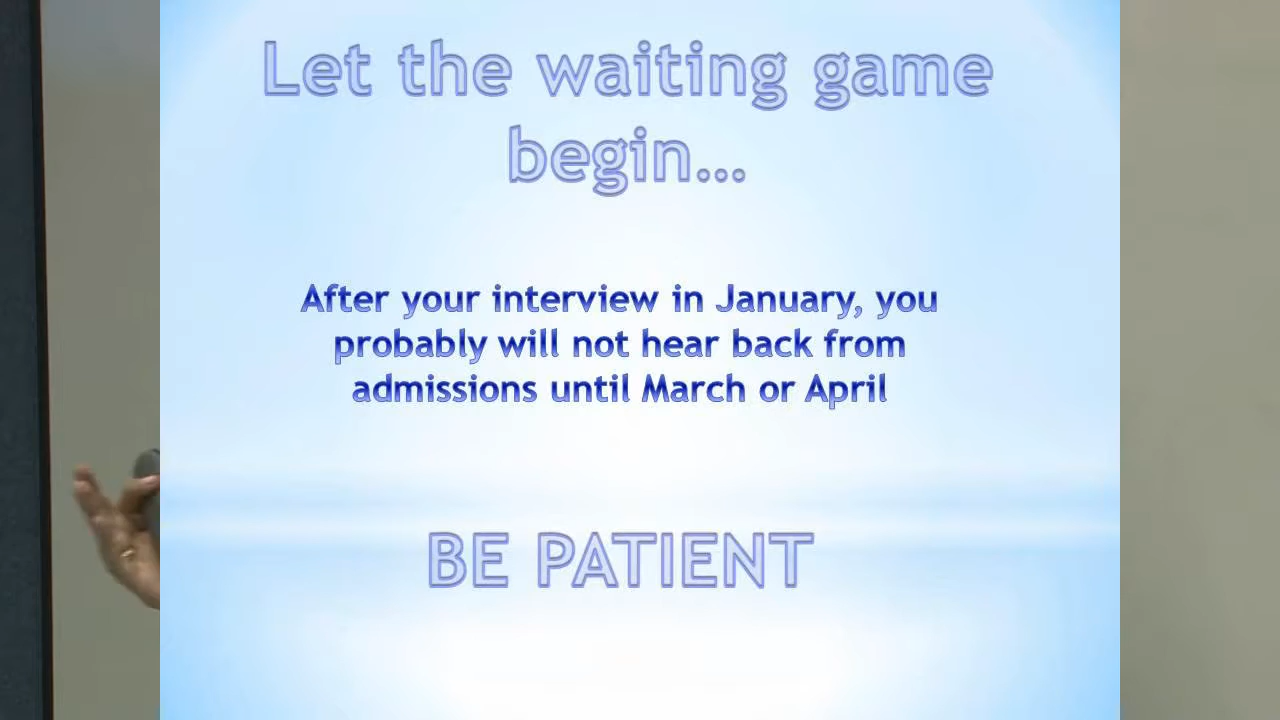 Let the waiting game
begin...
After your interview in January, you
probably will not hear back from
admissions until March or April
BE PATIENT